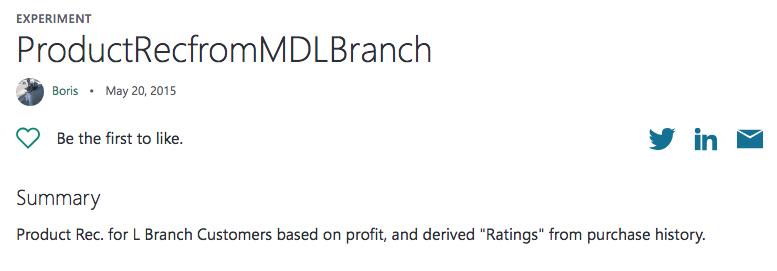 EXPERIMENT
ProductRecfromMDLBranch
Boris • May 20, 2015
Be the first to like.
Summary
Product Rec. for L Branch Customers based on profit, and derived "Ratings" from purchase history.